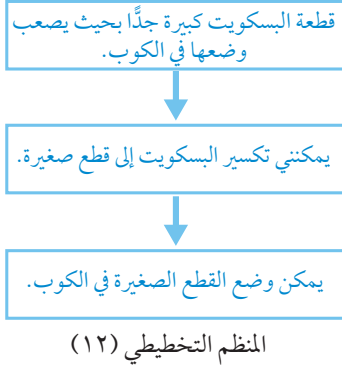 قطعة البسكويت كبيرة جدًّا بحيث يصعب
وضعها في الكوب.
يمكنني تكسير البسكويت إلى قطع صغيرة.
يمكن وضع القطع الصغيرة في الكوب.
المنظم التخطيطي (١٢)